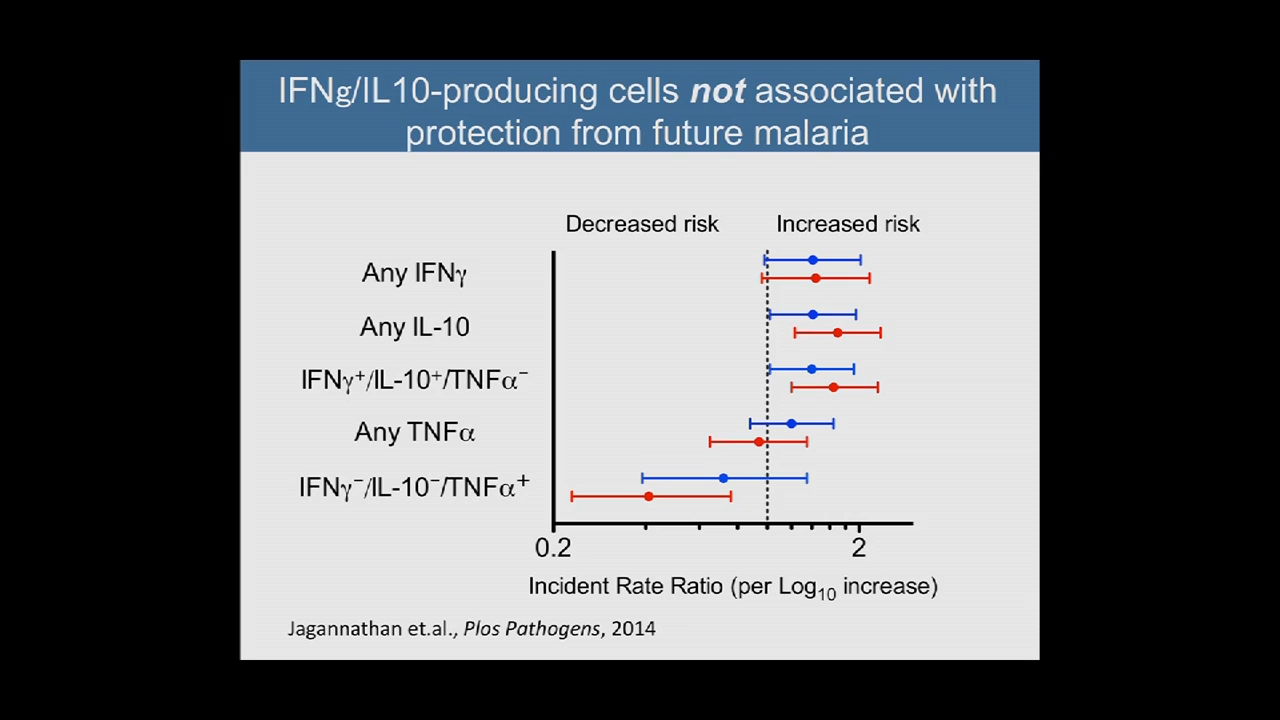 IFNg/IL10-producing cells not associated with
protection from future malaria
Decreased risk
Increased risk
Any IFNγ
Any IL-10
IFNγ⁺/IL-10⁺/TNFα⁻
Any TNFα
IFNγ⁻/IL-10⁻/TNFα⁺
0.2
2
Incident Rate Ratio (per Log₁₀ increase)
Jagannathan et.al., Plos Pathogens, 2014